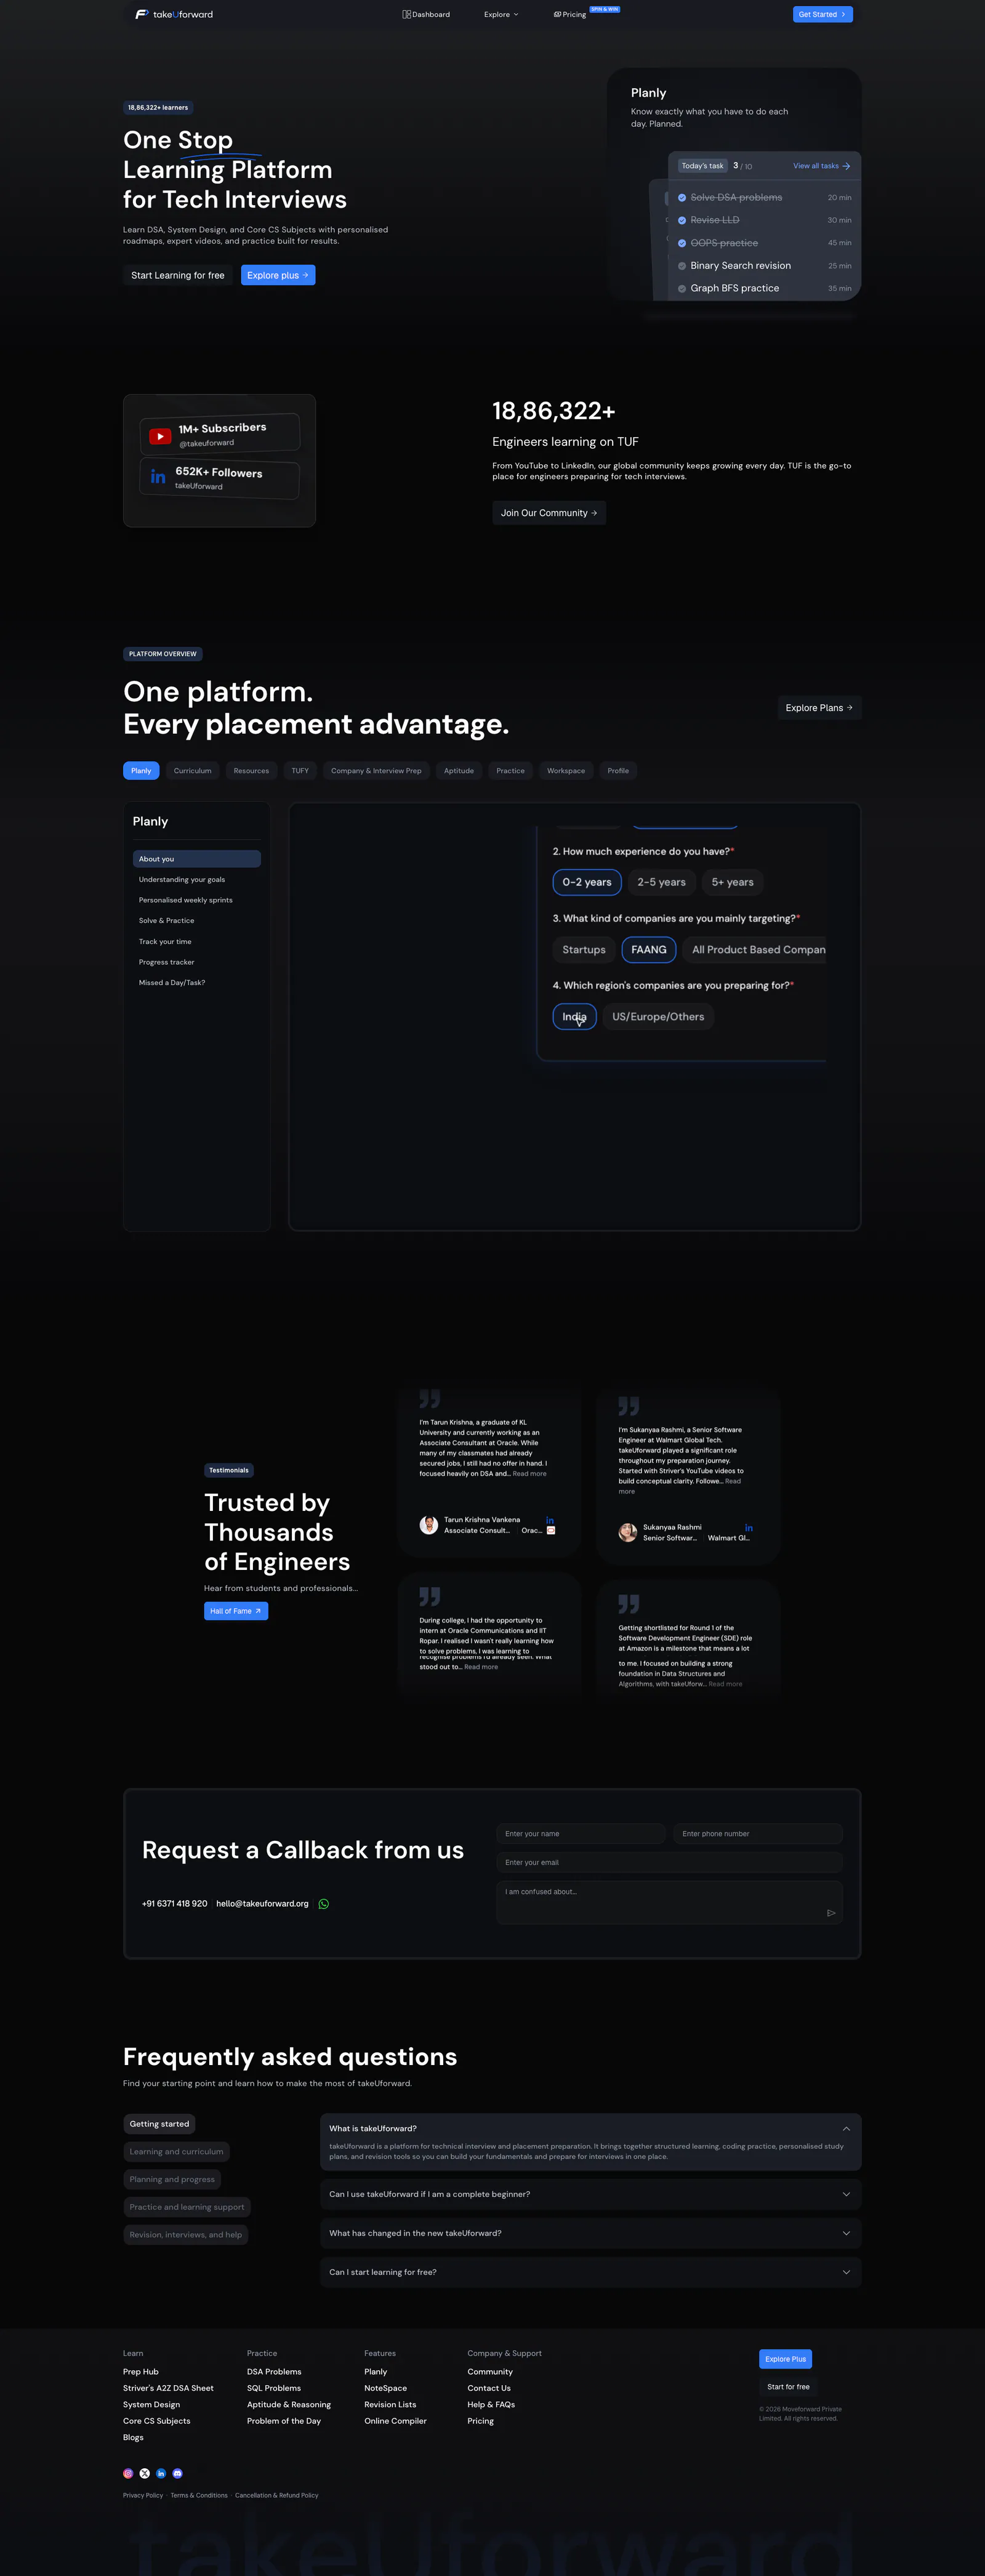 takeUforward
Dashboard
Explore
Pricing
SPIN & WIN
Get Started
18,86,322+ learners
One Stop
Learning Platform
for Tech Interviews
Learn DSA, System Design, and Core CS Subjects with personalised
roadmaps, expert videos, and practice built for results.
Start Learning for free
Explore plus
Planly
Know exactly what you have to do each
day. Planned.
Today's task 3 / 10 View all tasks
Solve DSA problems 20 min
Revise LLD 30 min
OOPS practice 45 min
Binary Search revision 25 min
Graph BFS practice 35 min
1M+ Subscribers
@takeuforward
652K+ Followers
takeUforward
18,86,322+
Engineers learning on TUF
From YouTube to LinkedIn, our global community keeps growing every day. TUF is the go-to
place for engineers preparing for tech interviews.
Join Our Community
PLATFORM OVERVIEW
One platform.
Every placement advantage.
Explore Plans
Planly
Curriculum
Resources
TUFY
Company & Interview Prep
Aptitude
Practice
Workspace
Profile
Planly
About you
Understanding your goals
Personalised weekly sprints
Solve & Practice
Track your time
Progress tracker
Missed a Day/Task?
2. How much experience do you have?*
0-2 years 2-5 years 5+ years
3. What kind of companies are you mainly targeting?*
Startups FAANG All Product Based Compan
4. Which region's companies are you preparing for?*
India US/Europe/Others
Testimonials
Trusted by
Thousands
of Engineers
Hear from students and professionals...
Hall of Fame
I'm Tarun Krishna, a graduate of KL
University and currently working as an
Associate Consultant at Oracle. While
many of my classmates had already
secured jobs, I still had no offer in hand. I
focused heavily on DSA and... Read more
Tarun Krishna Vankena
Associate Consult... Orac...
I'm Sukanyaa Rashmi, a Senior Software
Engineer at Walmart Global Tech.
takeUforward played a significant role
throughout my preparation journey.
Started with Striver's YouTube videos to
build conceptual clarity. Followe... Read
more
Sukanyaa Rashmi
Senior Softwar... Walmart Gl...
During college, I had the opportunity to
intern at Oracle Communications and IIT
Ropar. I realised I wasn't really learning how
to solve problems, I was learning to
recognise problems I'd already seen. What
stood out to... Read more
Getting shortlisted for Round 1 of the
Software Development Engineer (SDE) role
at Amazon is a milestone that means a lot
to me. I focused on building a strong
foundation in Data Structures and
Algorithms, with takeUforw... Read more
Request a Callback from us
+91 6371 418 920 hello@takeuforward.org
Enter your name
Enter phone number
Enter your email
I am confused about...
Frequently asked questions
Find your starting point and learn how to make the most of takeUforward.
Getting started
Learning and curriculum
Planning and progress
Practice and learning support
Revision, interviews, and help
What is takeUforward?
takeUforward is a platform for technical interview and placement preparation. It brings together structured learning, coding practice, personalised study
plans, and revision tools so you can build your fundamentals and prepare for interviews in one place.
Can I use takeUforward if I am a complete beginner?
What has changed in the new takeUforward?
Can I start learning for free?
Learn
Prep Hub
Striver's A2Z DSA Sheet
System Design
Core CS Subjects
Blogs
Practice
DSA Problems
SQL Problems
Aptitude & Reasoning
Problem of the Day
Features
Planly
NoteSpace
Revision Lists
Online Compiler
Company & Support
Community
Contact Us
Help & FAQs
Pricing
Explore Plus
Start for free
© 2026 Moveforward Private
Limited. All rights reserved.
Privacy Policy · Terms & Conditions · Cancellation & Refund Policy
takeUforward